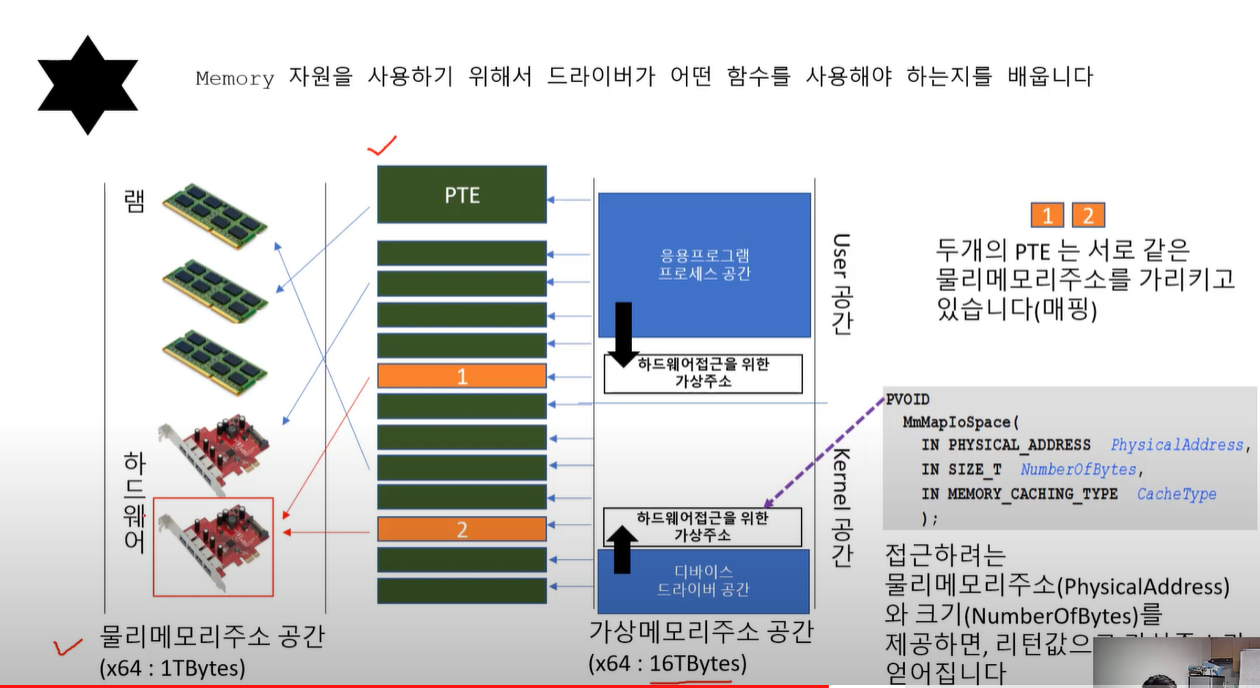 Memory 자원을 사용하기 위해서 드라이버가 어떤 함수를 사용해야 하는지를 배웁니다
램
하드웨어
PTE
1
2
응용프로그램
프로세스 공간
하드웨어접근을 위한
가상주소
하드웨어접근을 위한
가상주소
디바이스
드라이버 공간
User 공간
Kernel 공간
물리메모리주소 공간
(x64 : 1TBytes)
가상메모리주소 공간
(x64 : 16TBytes)
1 2
두개의 PTE 는 서로 같은
물리메모리주소를 가리키고
있습니다(매핑)
PVOID
MmMapIoSpace(
IN PHYSICAL_ADDRESS PhysicalAddress,
IN SIZE_T NumberOfBytes,
IN MEMORY_CACHING_TYPE CacheType
);
접근하려는
물리메모리주소(PhysicalAddress)
와 크기(NumberOfBytes)를
제공하면, 리턴값으
얻어집니다